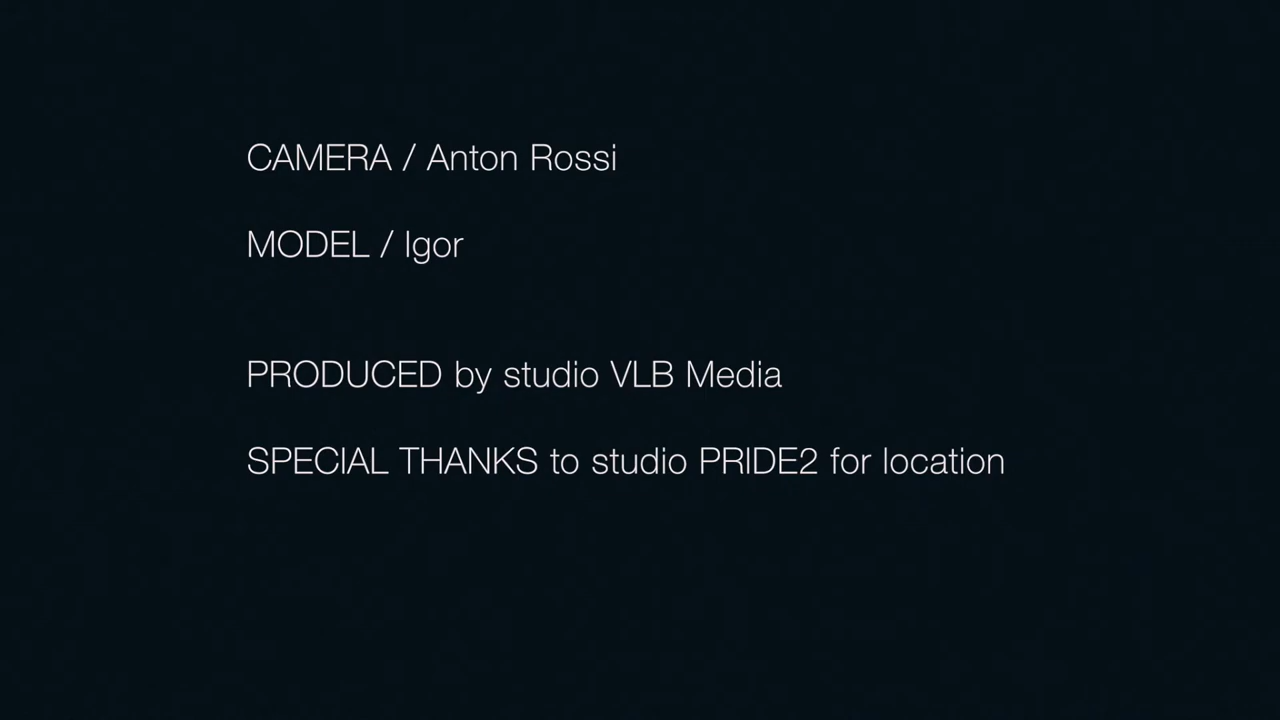 CAMERA / Anton Rossi
MODEL / Igor
PRODUCED by studio VLB Media
SPECIAL THANKS to studio PRIDE2 for location